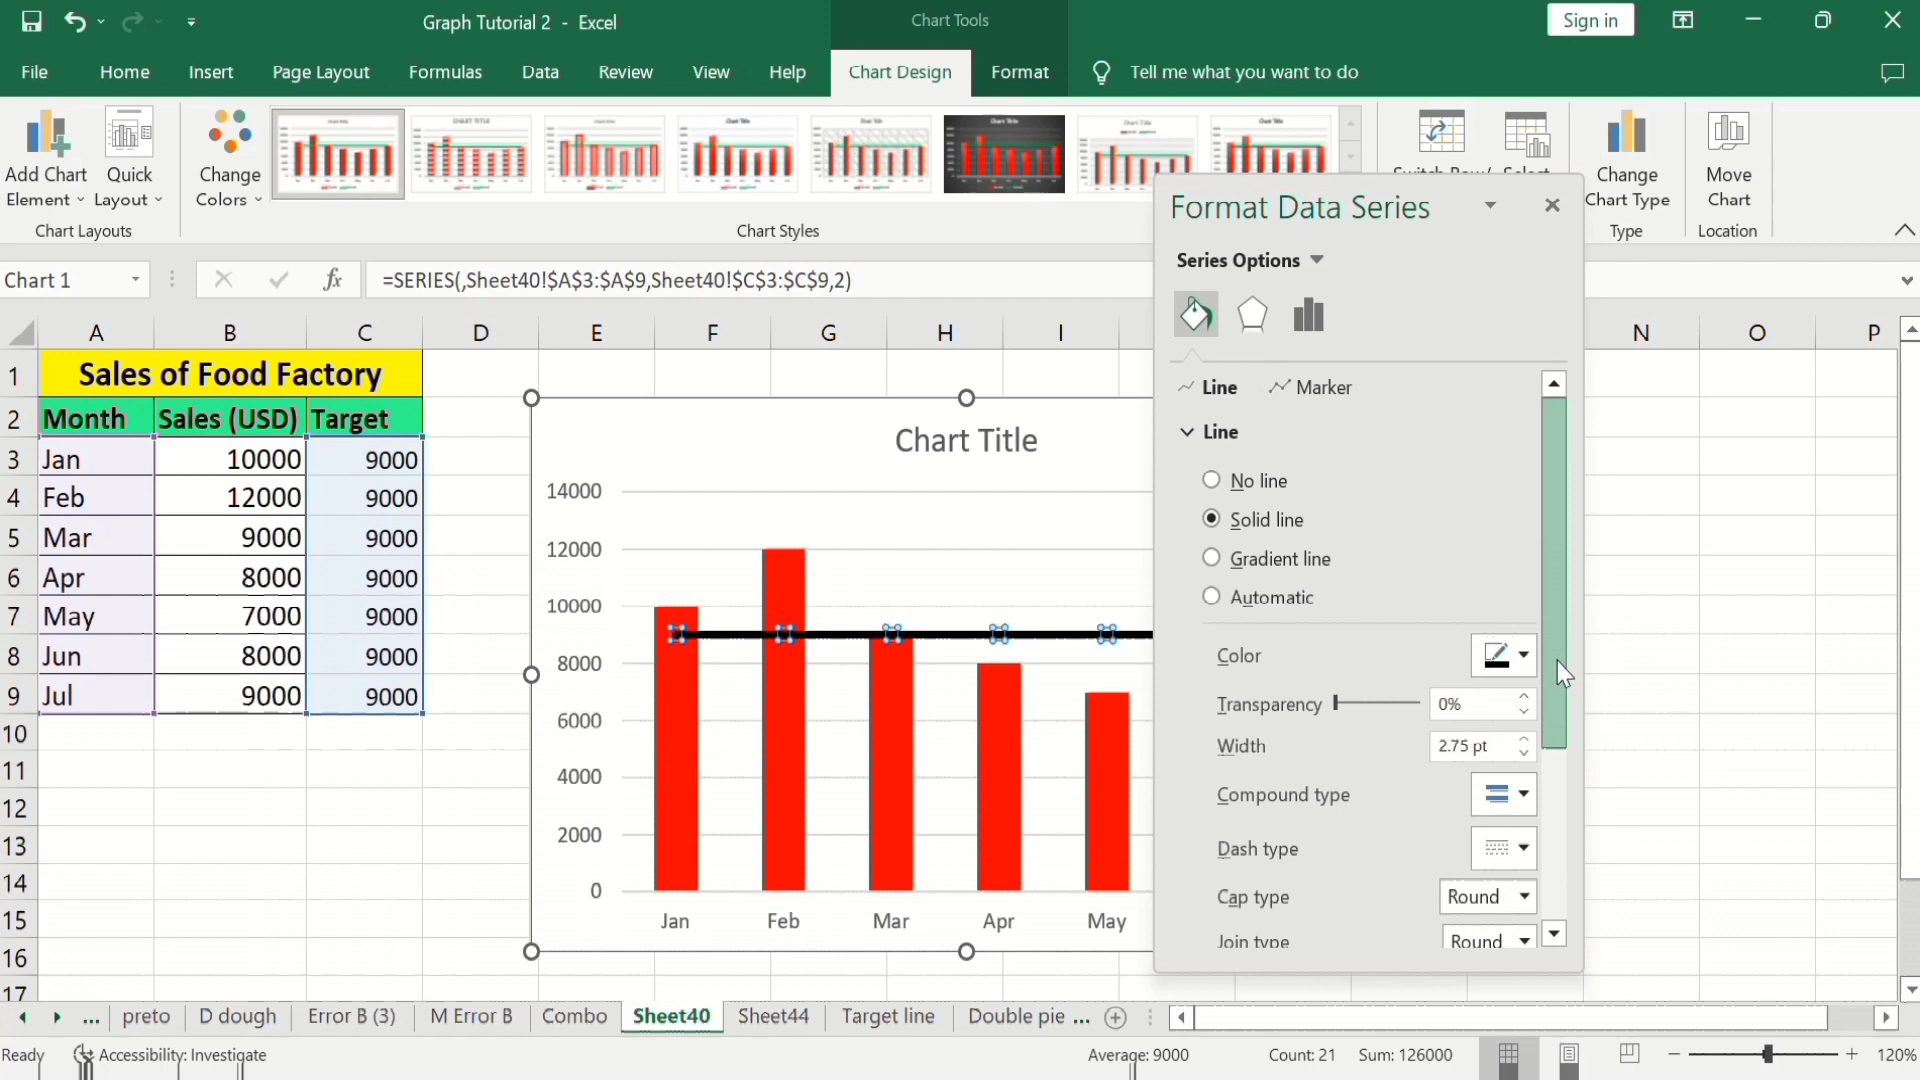 Graph Tutorial 2 - Excel
Chart Tools
Sign in
File Home Insert Page Layout Formulas Data Review View Help Chart Design Format Tell me what you want to do
Add Chart Element
Quick Layout
Change Colors
Change Chart Type
Move Chart
Chart Layouts
Chart Styles
Type
Location
Chart 1
fx
=SERIES(,Sheet40!$A$3:$A$9,Sheet40!$C$3:$C$9,2)
A B C D E F G H I N O P
1 Sales of Food Factory
2 Month Sales (USD) Target
3 Jan 10000 9000
4 Feb 12000 9000
5 Mar 9000 9000
6 Apr 8000 9000
7 May 7000 9000
8 Jun 8000 9000
9 Jul 9000 9000
10
11
12
13
14
15
16
17
Chart Title
14000
12000
10000
8000
6000
4000
2000
0
Jan Feb Mar Apr May
Format Data Series
Series Options
Line Marker
Line
No line
Solid line
Gradient line
Automatic
Color
Transparency 0%
Width 2.75 pt
Compound type
Dash type
Cap type Round
Join type Round
... preto D dough Error B (3) M Error B Combo Sheet40 Sheet44 Target line Double pie ...
Ready Accessibility: Investigate Average: 9000 Count: 21 Sum: 126000 120%